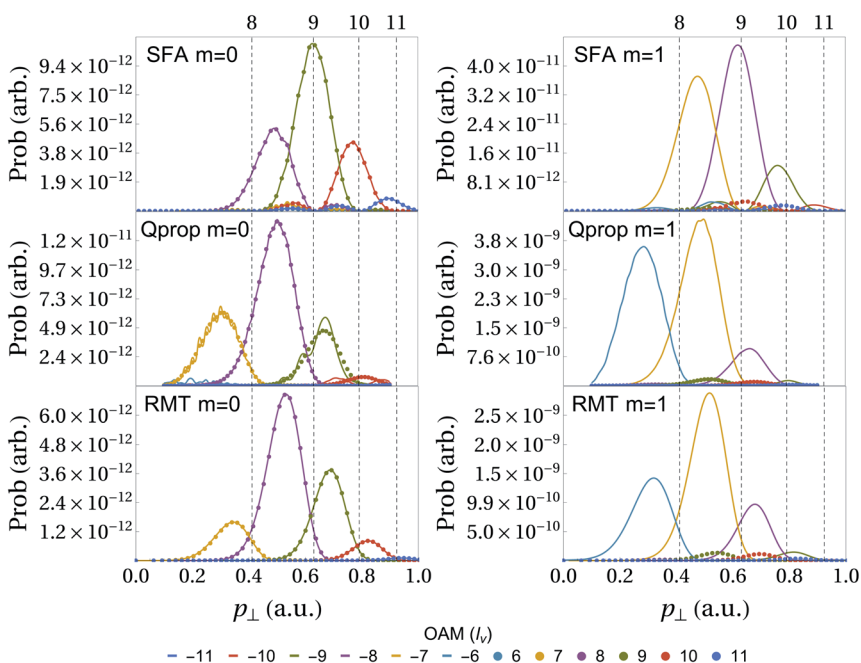 8 9 10 11
SFA m=0
Prob (arb.)
9.4 × 10⁻¹²
7.5 × 10⁻¹²
5.6 × 10⁻¹²
3.8 × 10⁻¹²
1.9 × 10⁻¹²
8 9 10 11
SFA m=1
Prob (arb.)
4.0 × 10⁻¹¹
3.2 × 10⁻¹¹
2.4 × 10⁻¹¹
1.6 × 10⁻¹¹
8.1 × 10⁻¹²
Qprop m=0
Prob (arb.)
1.2 × 10⁻¹¹
9.7 × 10⁻¹²
7.3 × 10⁻¹²
4.9 × 10⁻¹²
2.4 × 10⁻¹²
Qprop m=1
Prob (arb.)
3.8 × 10⁻⁹
3.0 × 10⁻⁹
2.3 × 10⁻⁹
1.5 × 10⁻⁹
7.6 × 10⁻¹⁰
RMT m=0
Prob (arb.)
6.0 × 10⁻¹²
4.8 × 10⁻¹²
3.6 × 10⁻¹²
2.4 × 10⁻¹²
1.2 × 10⁻¹²
0.0 0.2 0.4 0.6 0.8 1.0
p⊥ (a.u.)
RMT m=1
Prob (arb.)
2.5 × 10⁻⁹
2.0 × 10⁻⁹
1.5 × 10⁻⁹
9.9 × 10⁻¹⁰
5.0 × 10⁻¹⁰
0.0 0.2 0.4 0.6 0.8 1.0
p⊥ (a.u.)
OAM (lᵥ)
−11 −10 −9 −8 −7 −6 6 7 8 9 10 11